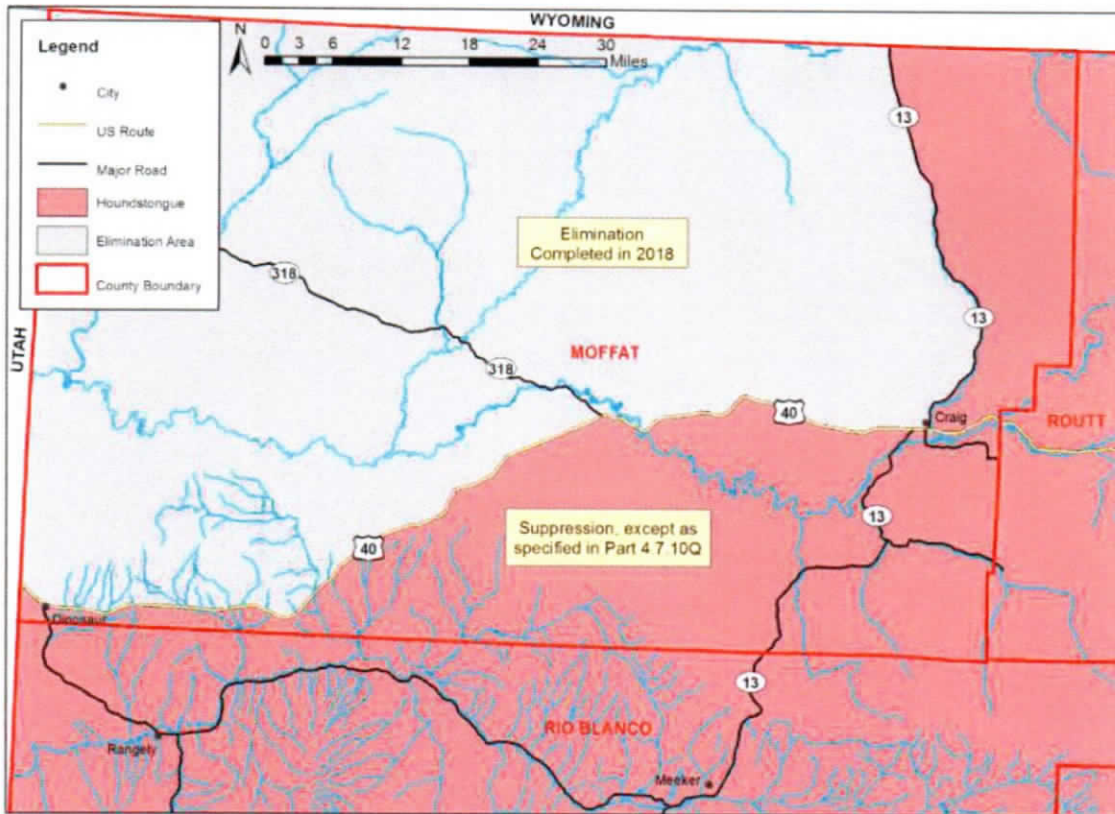 WYOMING
Legend
City
US Route
Major Road
Houndstongue
Elimination Area
County Boundary
N
0 3 6 12 18 24 30
Miles
13
Elimination
Completed in 2018
318
UTAH
13
MOFFAT
318
40
Craig
ROUTT
Suppression, except as
specified in Part 4.7.10Q
13
40
Dinosaur
13
RIO BLANCO
Rangely
Meeker